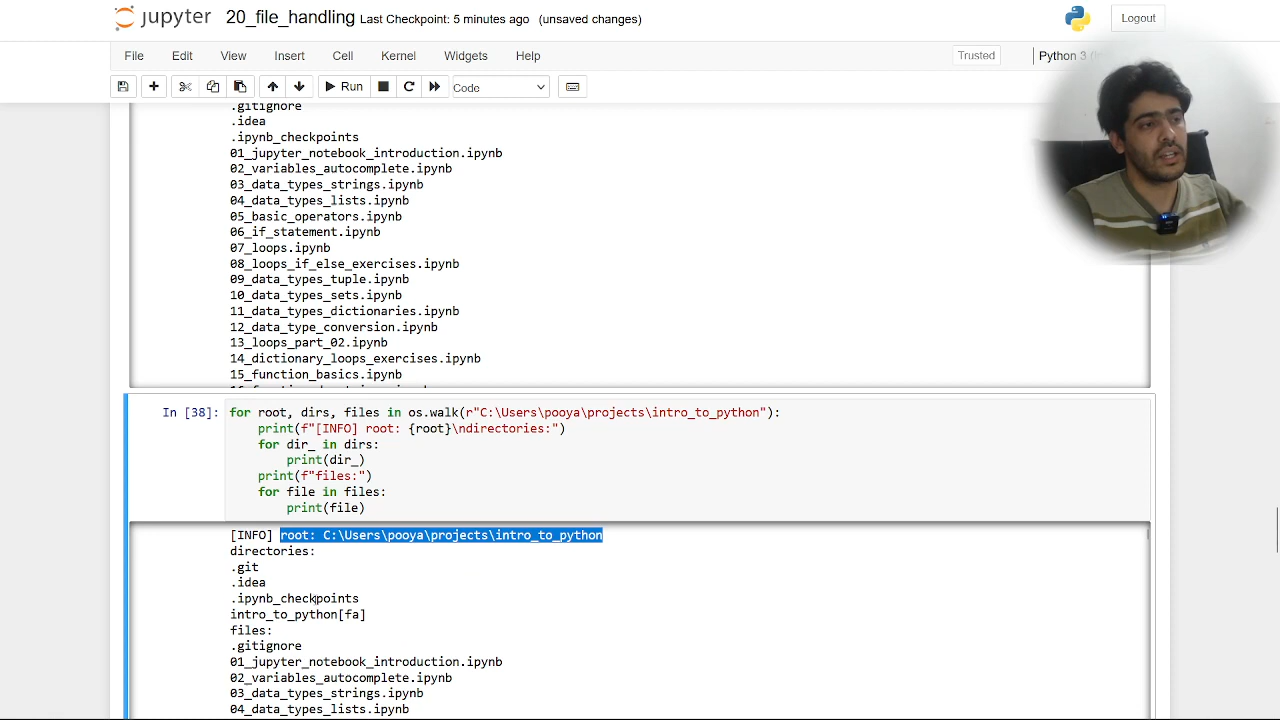 jupyter 20_file_handling Last Checkpoint: 5 minutes ago (unsaved changes) Logout
File Edit View Insert Cell Kernel Widgets Help Trusted Python 3
Run Code
.gitignore
.idea
.ipynb_checkpoints
01_jupyter_notebook_introduction.ipynb
02_variables_autocomplete.ipynb
03_data_types_strings.ipynb
04_data_types_lists.ipynb
05_basic_operators.ipynb
06_if_statement.ipynb
07_loops.ipynb
08_loops_if_else_exercises.ipynb
09_data_types_tuple.ipynb
10_data_types_sets.ipynb
11_data_types_dictionaries.ipynb
12_data_type_conversion.ipynb
13_loops_part_02.ipynb
14_dictionary_loops_exercises.ipynb
15_function_basics.ipynb
In [38]: for root, dirs, files in os.walk(r"C:\Users\pooya\projects\intro_to_python"):
print(f"[INFO] root: {root}\ndirectories:")
for dir_ in dirs:
print(dir_)
print(f"files:")
for file in files:
print(file)
[INFO] root: C:\Users\pooya\projects\intro_to_python
directories:
.git
.idea
.ipynb_checkpoints
intro_to_python[fa]
files:
.gitignore
01_jupyter_notebook_introduction.ipynb
02_variables_autocomplete.ipynb
03_data_types_strings.ipynb
04_data_types_lists.ipynb